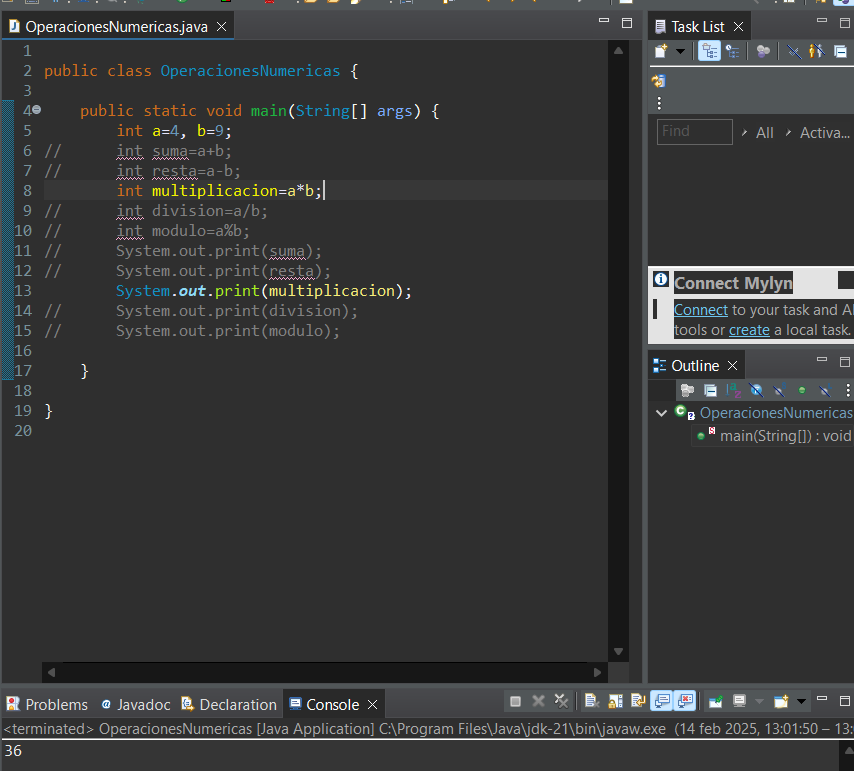 OperacionesNumericas.java
1
2 public class OperacionesNumericas {
3
4 public static void main(String[] args) {
5 int a=4, b=9;
6 // int suma=a+b;
7 // int resta=a-b;
8 int multiplicacion=a*b;
9 // int division=a/b;
10 // int modulo=a%b;
11 // System.out.print(suma);
12 // System.out.print(resta);
13 System.out.print(multiplicacion);
14 // System.out.print(division);
15 // System.out.print(modulo);
16
17 }
18
19 }
20
Task List
Find All Activa...
Connect Mylyn
Connect to your task and AL
tools or create a local task.
Outline
OperacionesNumericas
main(String[]) : void
Problems Javadoc Declaration Console
<terminated> OperacionesNumericas [Java Application] C:\Program Files\Java\jdk-21\bin\javaw.exe (14 feb 2025, 13:01:50 – 13:
36